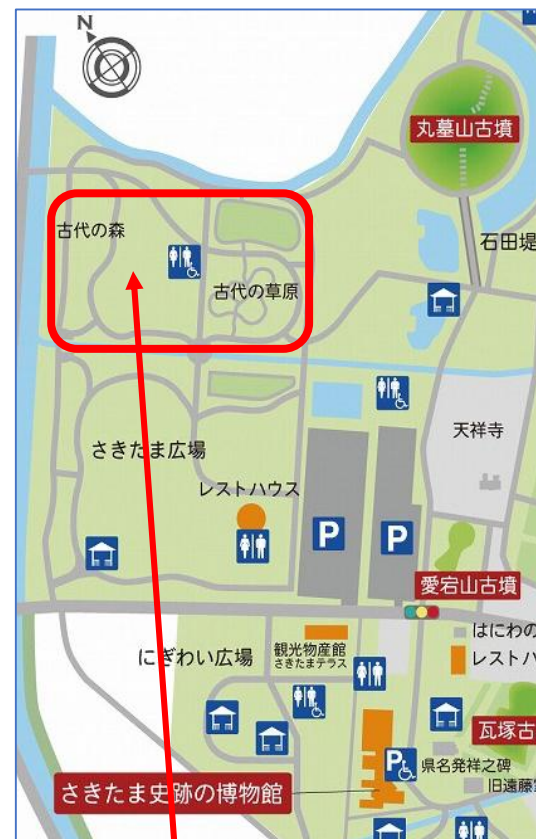 N
丸墓山古墳
古代の森
石田堤
古代の草原
天祥寺
さきたま広場
レストハウス
P
P
愛宕山古墳
はにわの
にぎわい広場
観光物産館
さきたまテラス
レストハ
瓦塚古
P
県名発祥之碑
さきたま史跡の博物館
旧遠藤